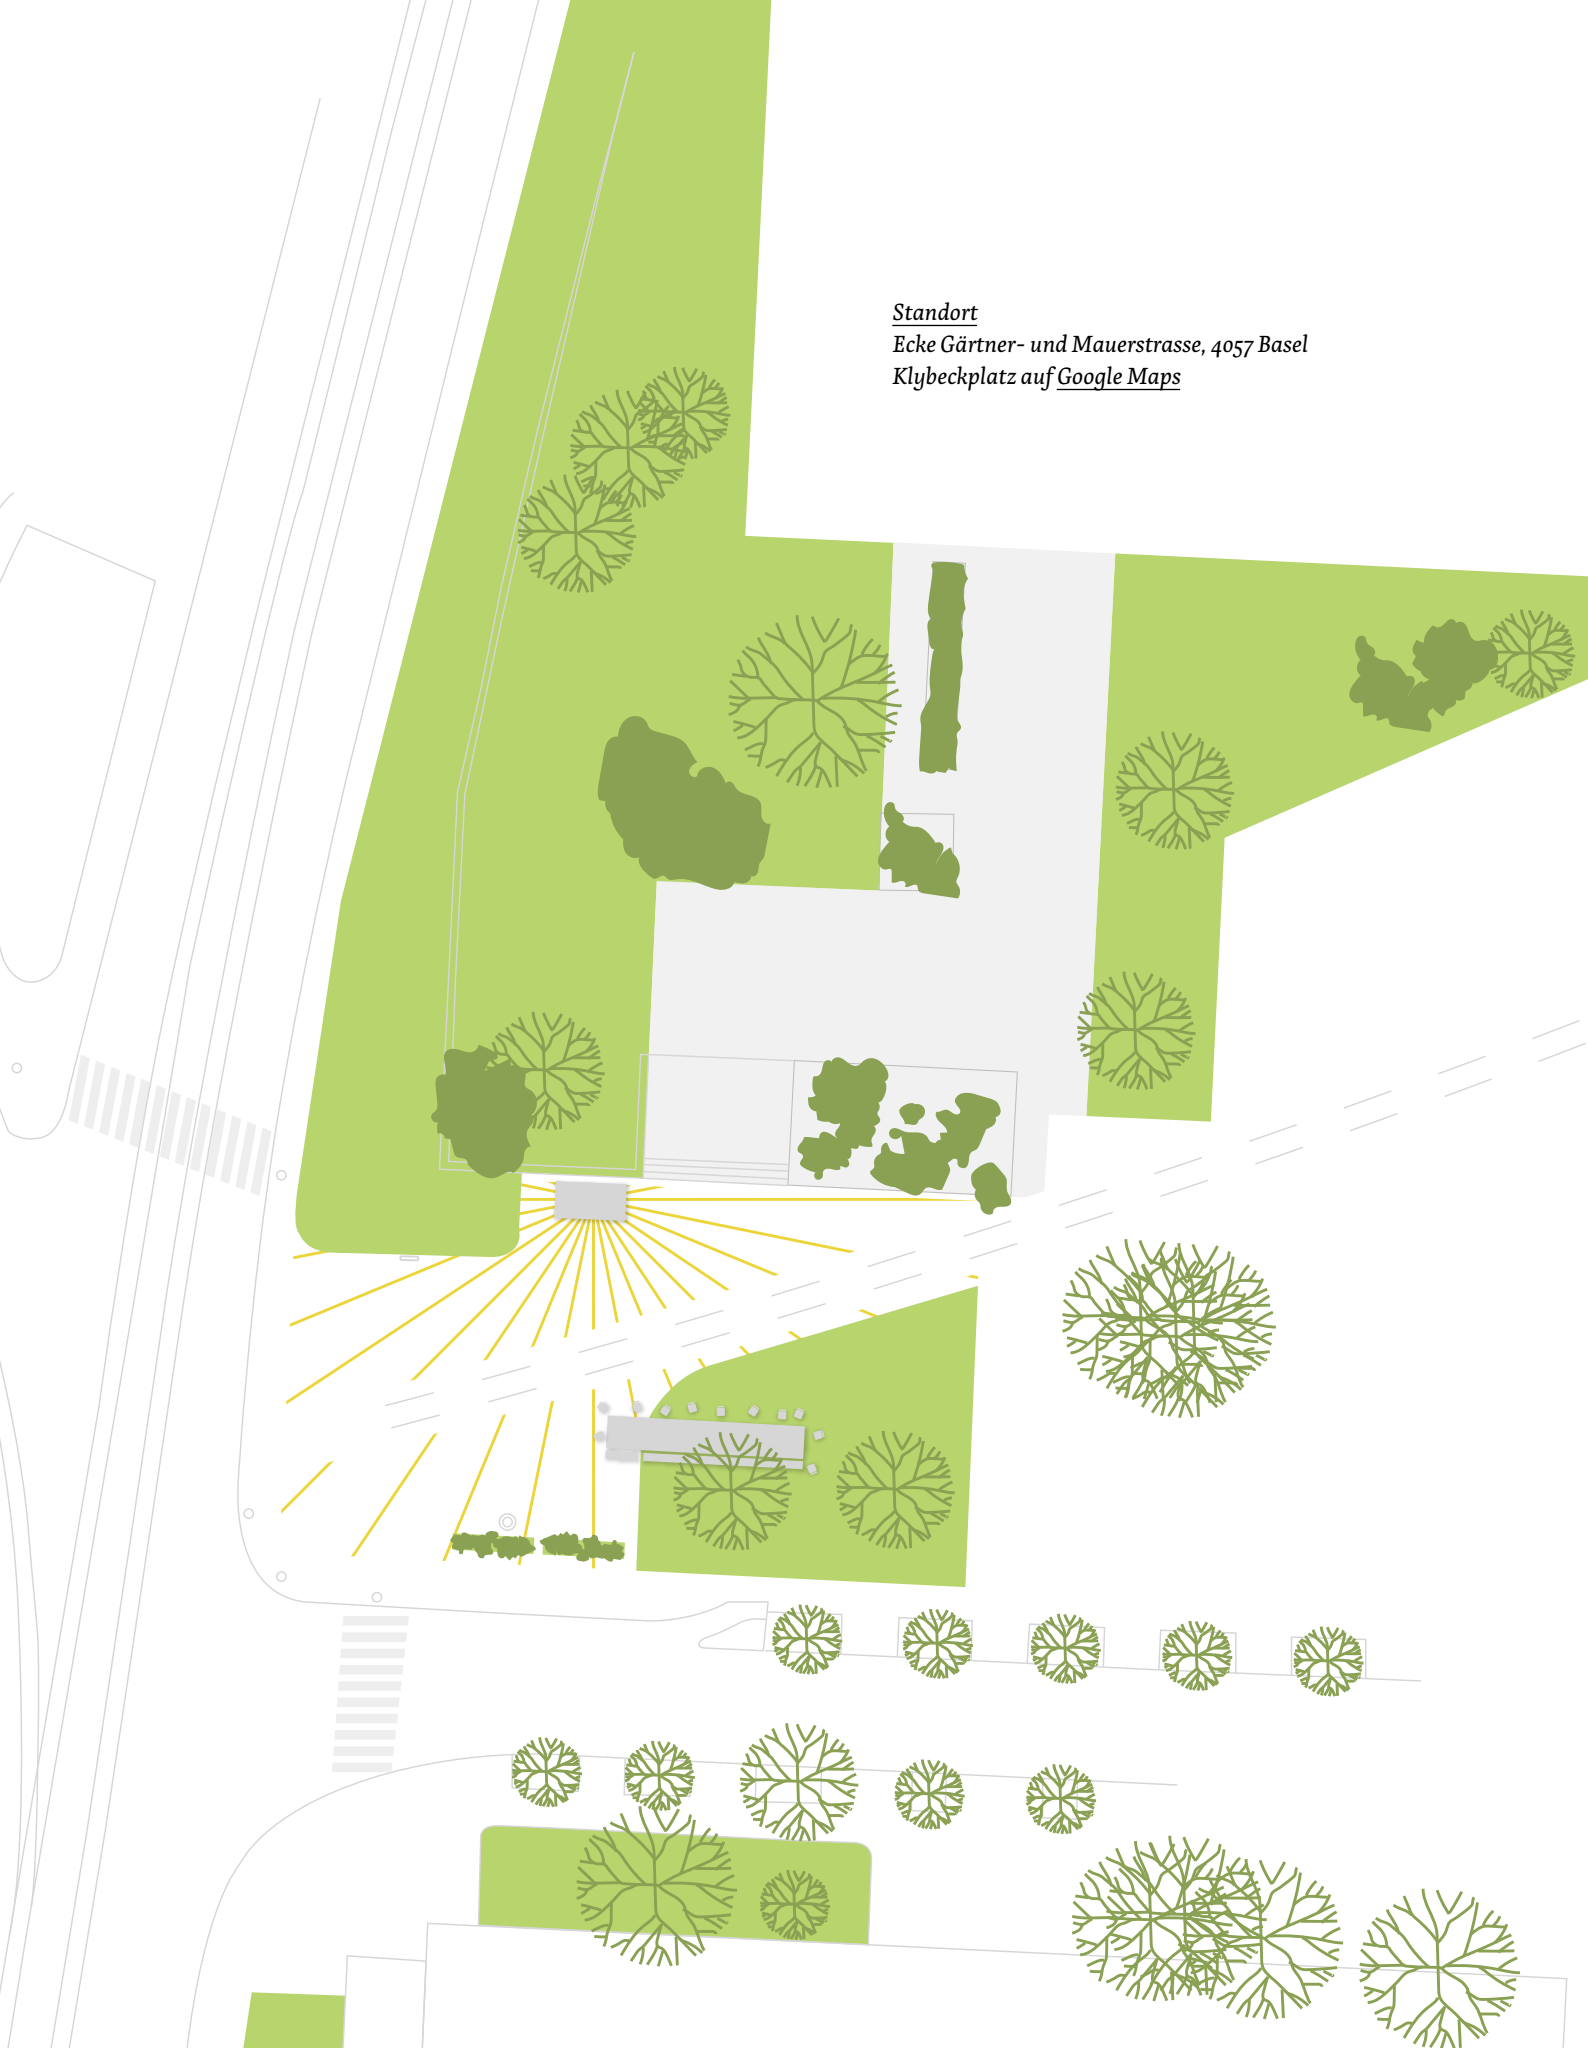 Standort
Ecke Gärtner- und Mauerstrasse, 4057 Basel
Klybeckplatz auf Google Maps